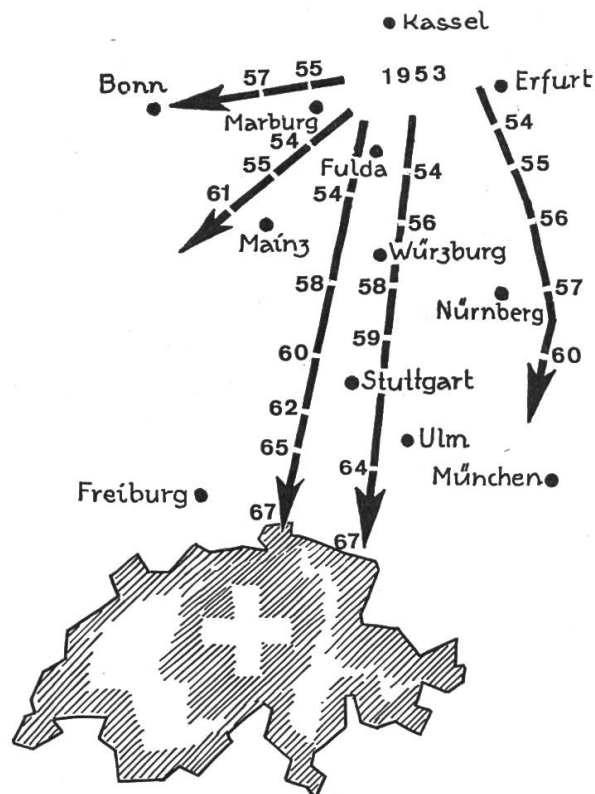 Kassel
1953
Bonn
57
55
Erfurt
Marburg
54
54
55
Fulda
54
55
61
54
56
56
Mainz
Würzburg
58
58
57
Nürnberg
59
60
60
Stuttgart
62
65
Ulm
64
München
Freiburg
67
67